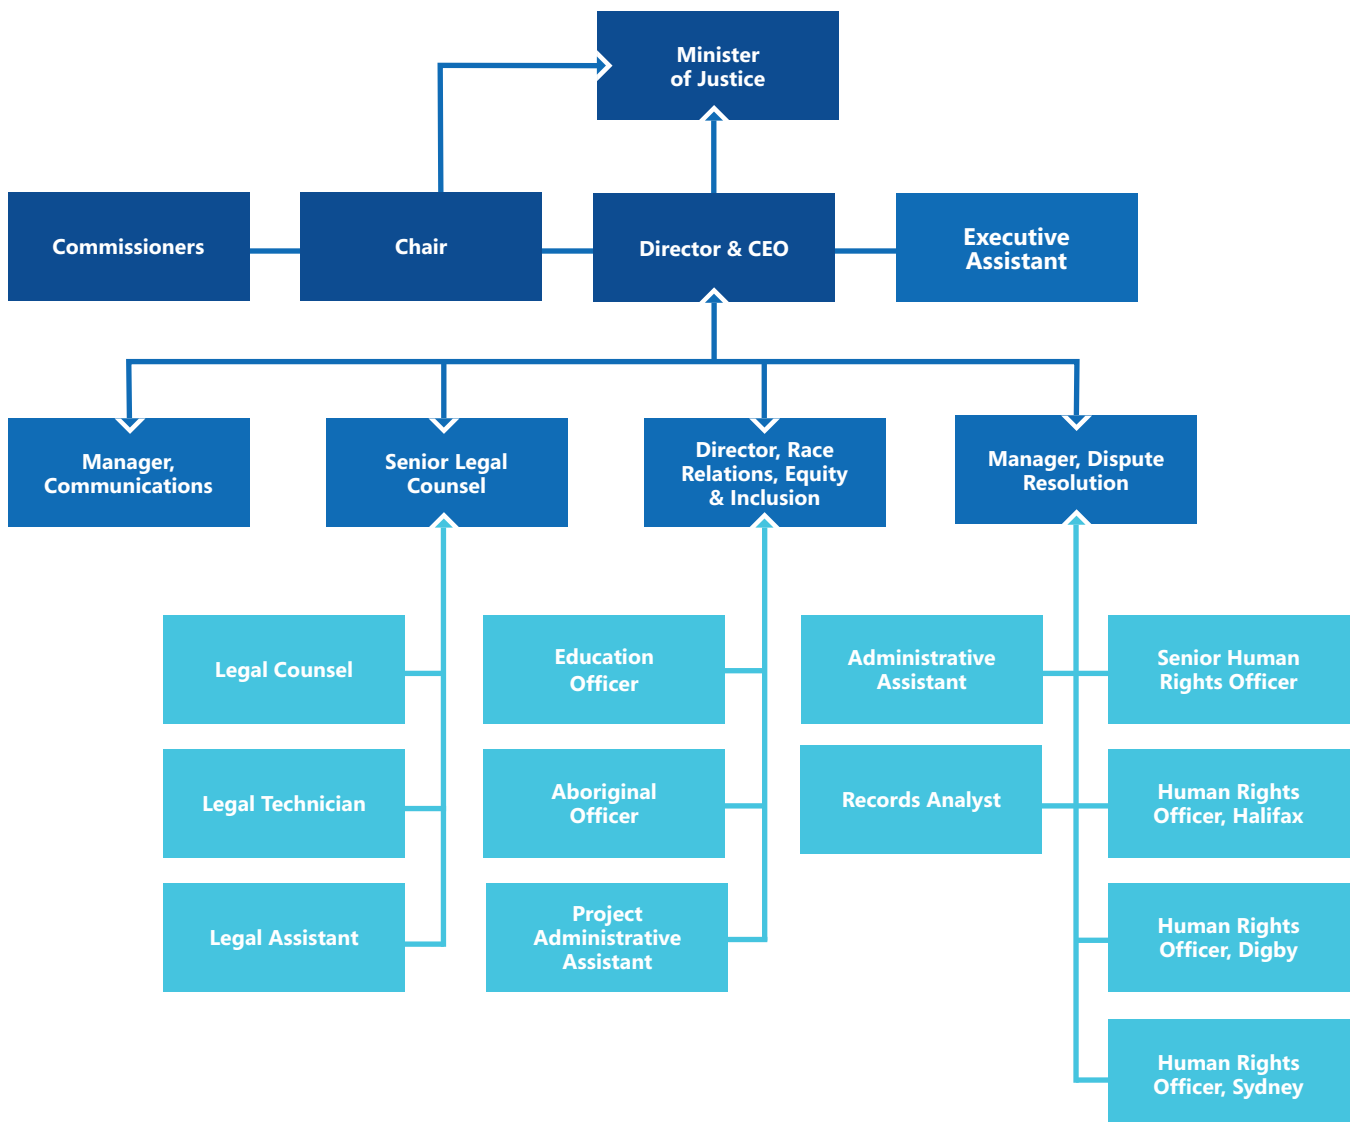 Minister
of Justice
Commissioners
Chair
Director & CEO
Executive
Assistant
Manager,
Communications
Senior Legal
Counsel
Director, Race
Relations, Equity
& Inclusion
Manager, Dispute
Resolution
Legal Counsel
Education
Officer
Administrative
Assistant
Senior Human
Rights Officer
Legal Technician
Aboriginal
Officer
Records Analyst
Human Rights
Officer, Halifax
Legal Assistant
Project
Administrative
Assistant
Human Rights
Officer, Digby
Human Rights
Officer, Sydney